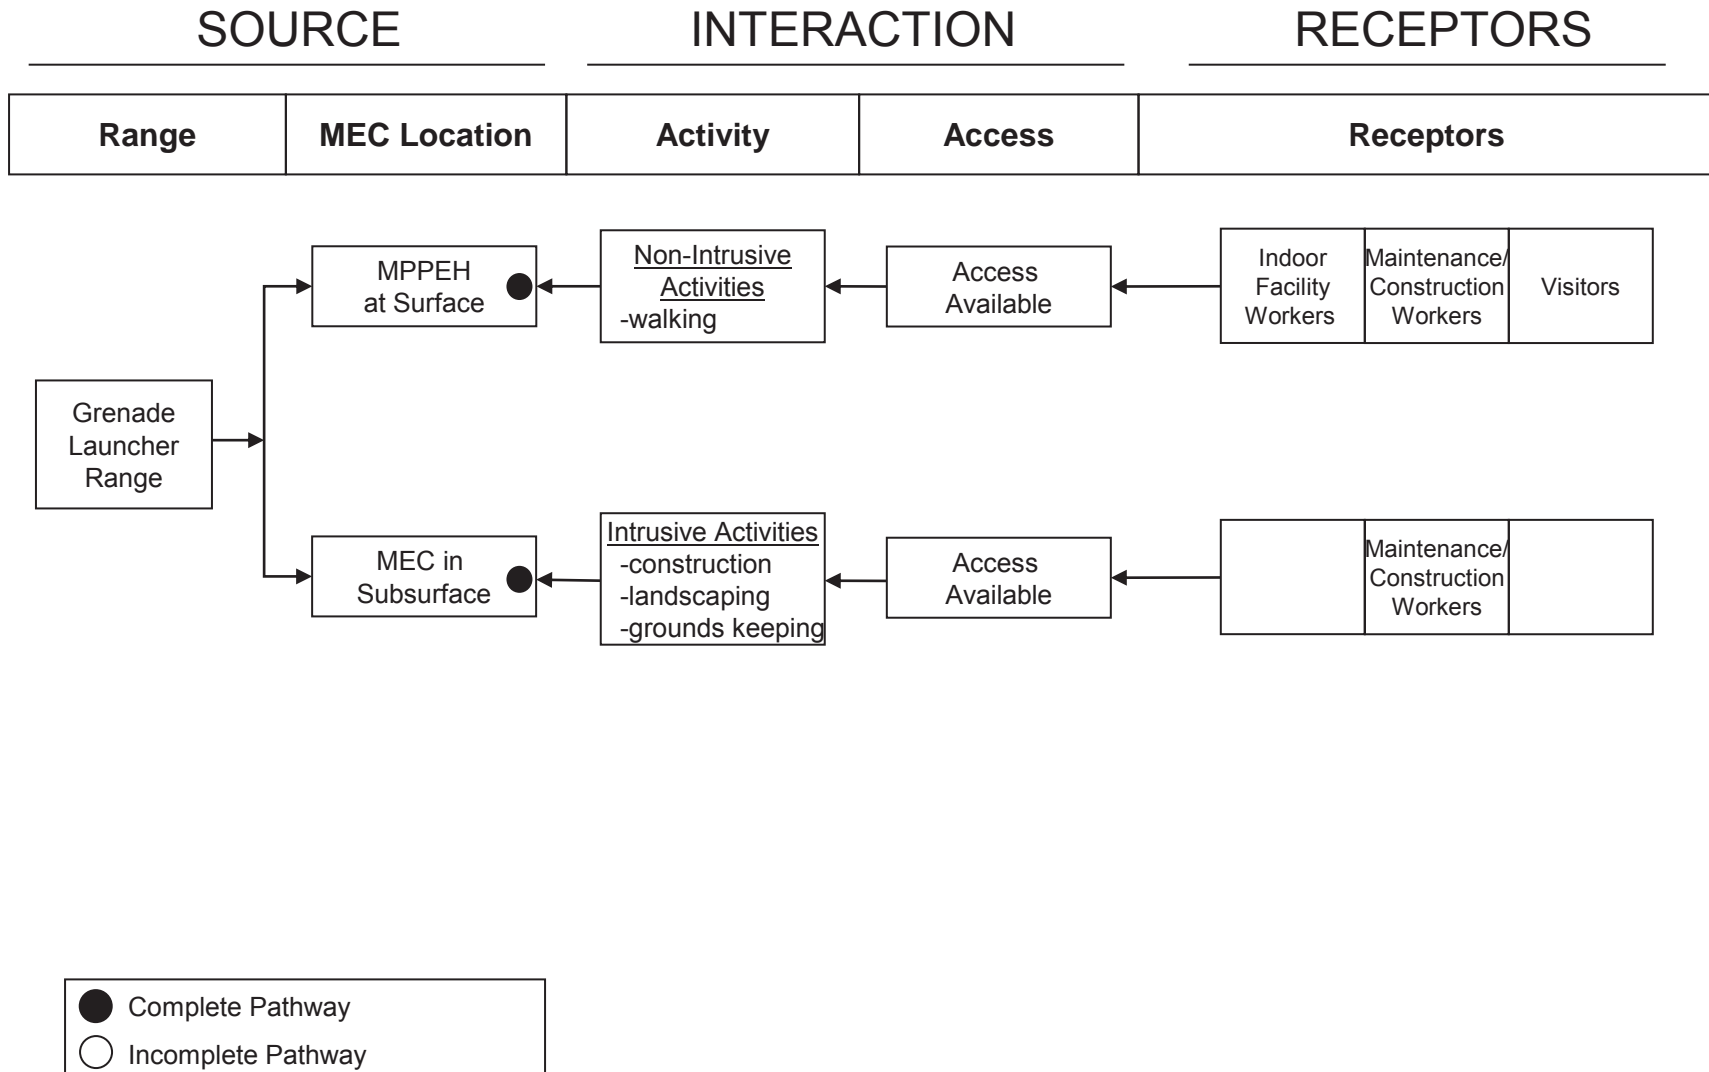 SOURCE
INTERACTION
RECEPTORS
Range
MEC Location
Activity
Access
Receptors
MPPEH
at Surface
Non-Intrusive
Activities
-walking
Access
Available
Indoor
Facility
Workers
Maintenance/
Construction
Workers
Visitors
Grenade
Launcher
Range
MEC in
Subsurface
Intrusive Activities
-construction
-landscaping
-grounds keeping
Access
Available
Maintenance/
Construction
Workers
Complete Pathway
Incomplete Pathway